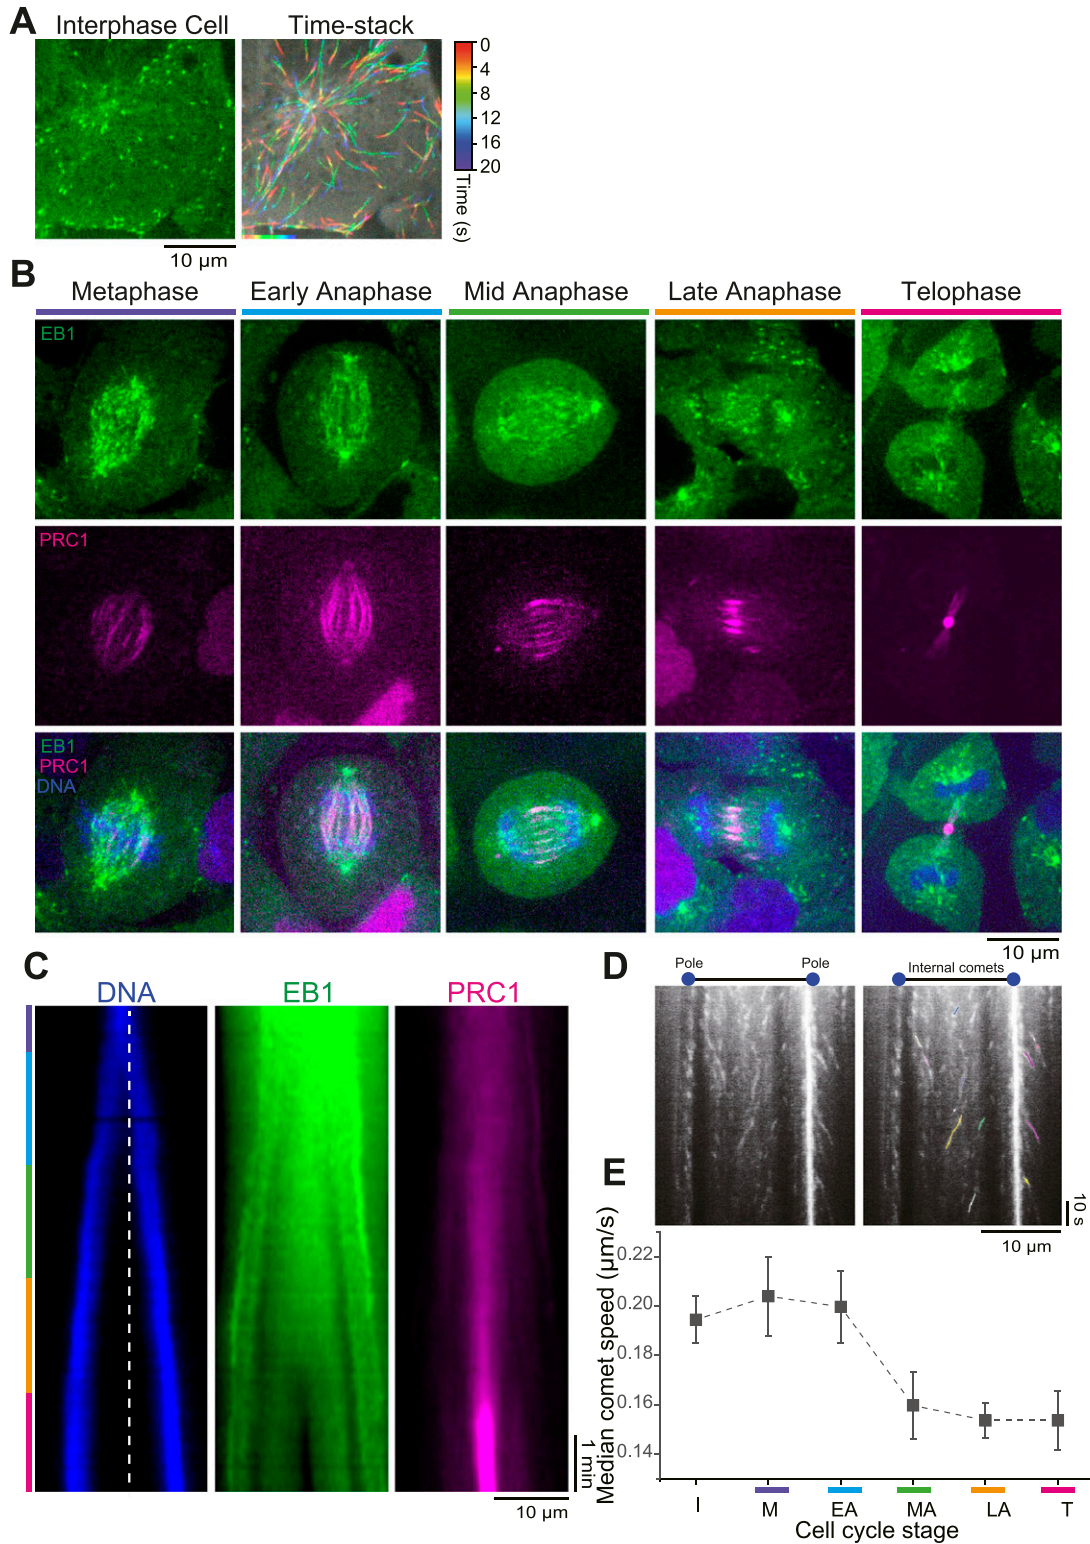 A
Interphase Cell
Time-stack
0
4
8
12
16
20
Time (s)
10 µm
B
Metaphase
Early Anaphase
Mid Anaphase
Late Anaphase
Telophase
EB1
PRC1
EB1
PRC1
DNA
10 µm
C
DNA
EB1
PRC1
1 min
10 µm
D
Pole
Pole
Internal comets
10 s
10 µm
E
Median comet speed (µm/s)
0.22
0.20
0.18
0.16
0.14
I
M
EA
MA
LA
T
Cell cycle stage